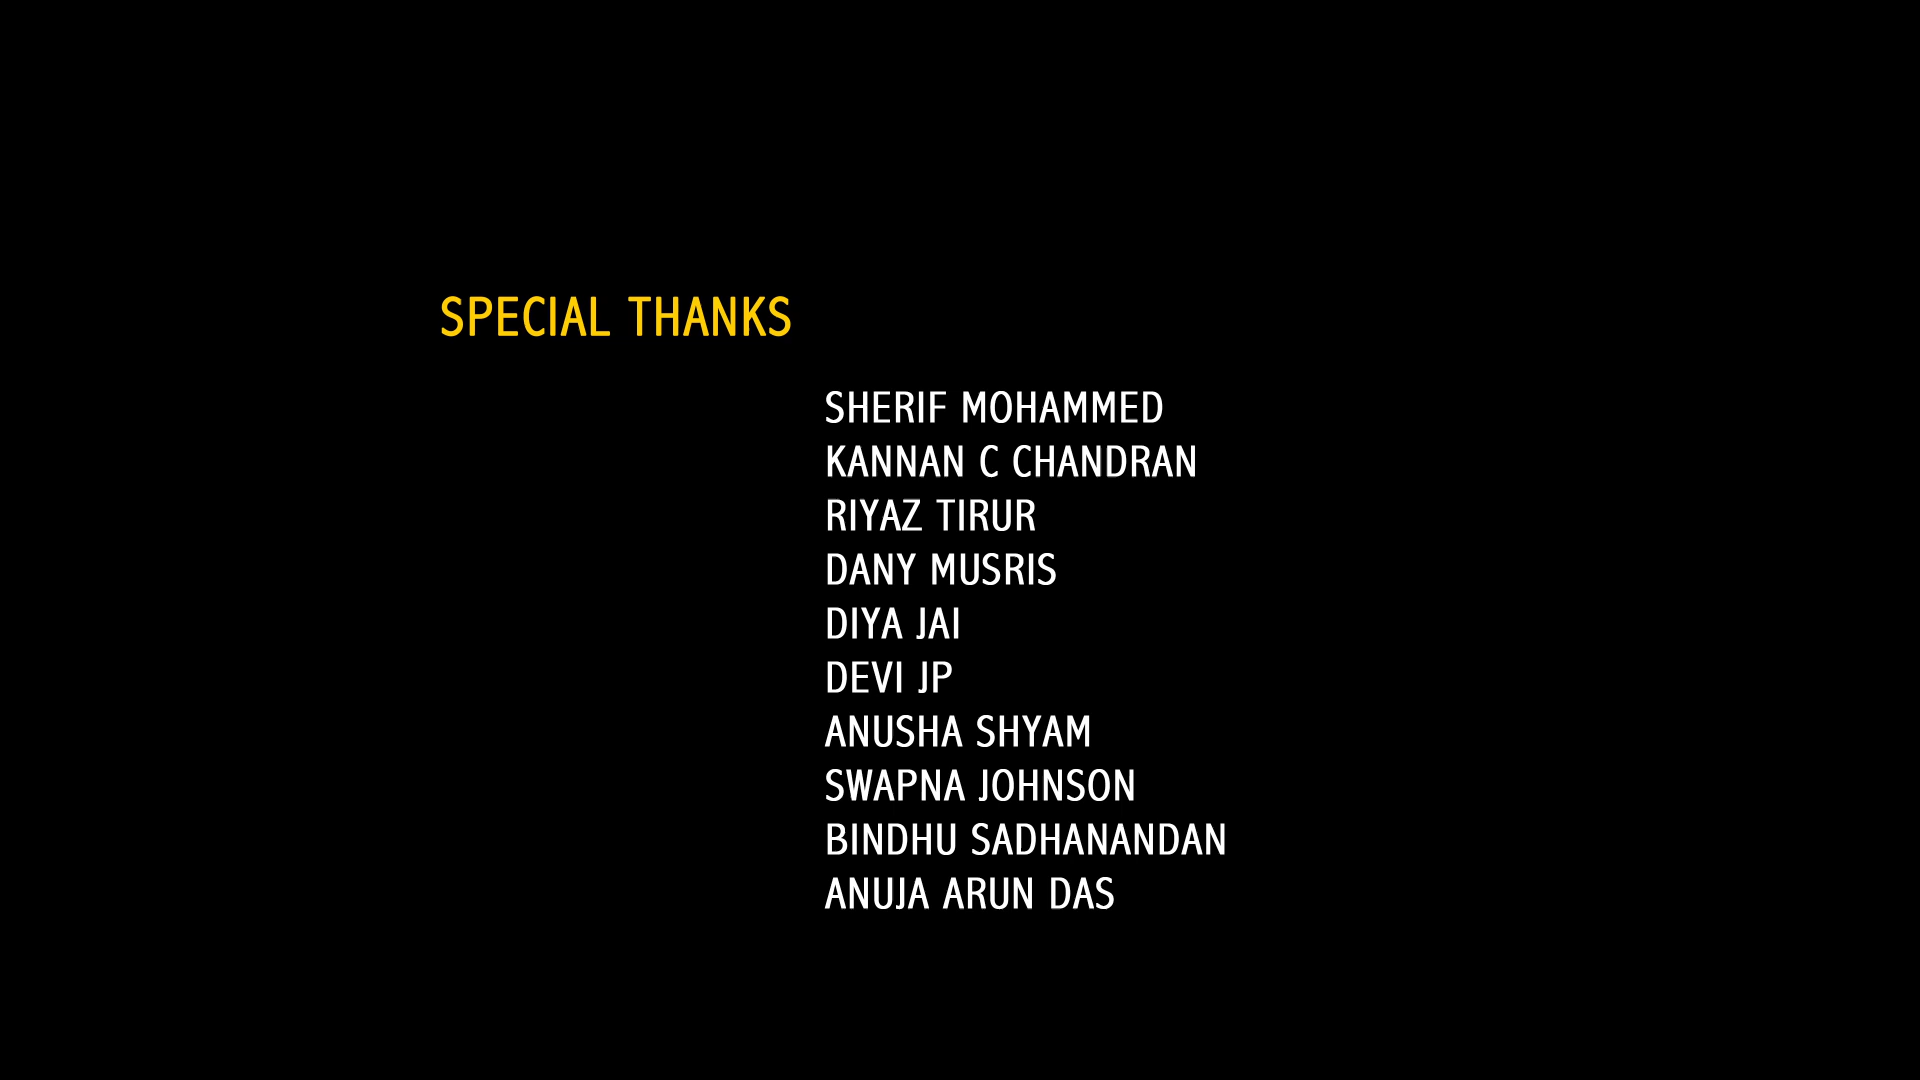 SPECIAL THANKS
SHERIF MOHAMMED
KANNAN C CHANDRAN
RIYAZ TIRUR
DANY MUSRIS
DIYA JAI
DEVI JP
ANUSHA SHYAM
SWAPNA JOHNSON
BINDHU SADHANANDAN
ANUJA ARUN DAS